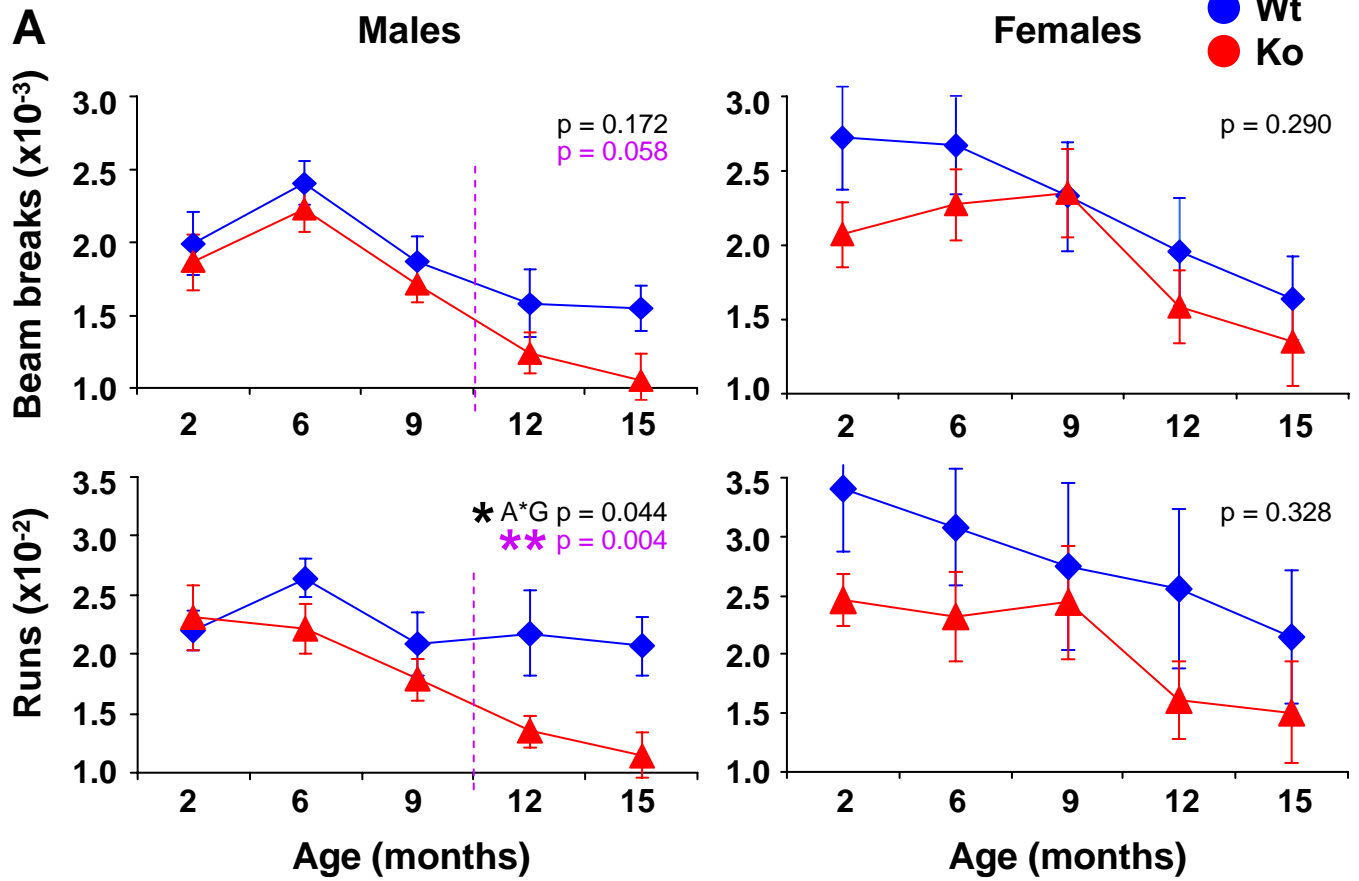 A
Males
Females
Wt
Ko
Beam breaks (x10⁻³)
3.0
2.5
2.0
1.5
1.0
p = 0.172
p = 0.058
2 6 9 12 15
3.0
2.5
2.0
1.5
1.0
p = 0.290
2 6 9 12 15
Runs (x10⁻²)
3.5
3.0
2.5
2.0
1.5
1.0
* A*G p = 0.044
** p = 0.004
2 6 9 12 15
Age (months)
3.5
3.0
2.5
2.0
1.5
1.0
p = 0.328
2 6 9 12 15
Age (months)